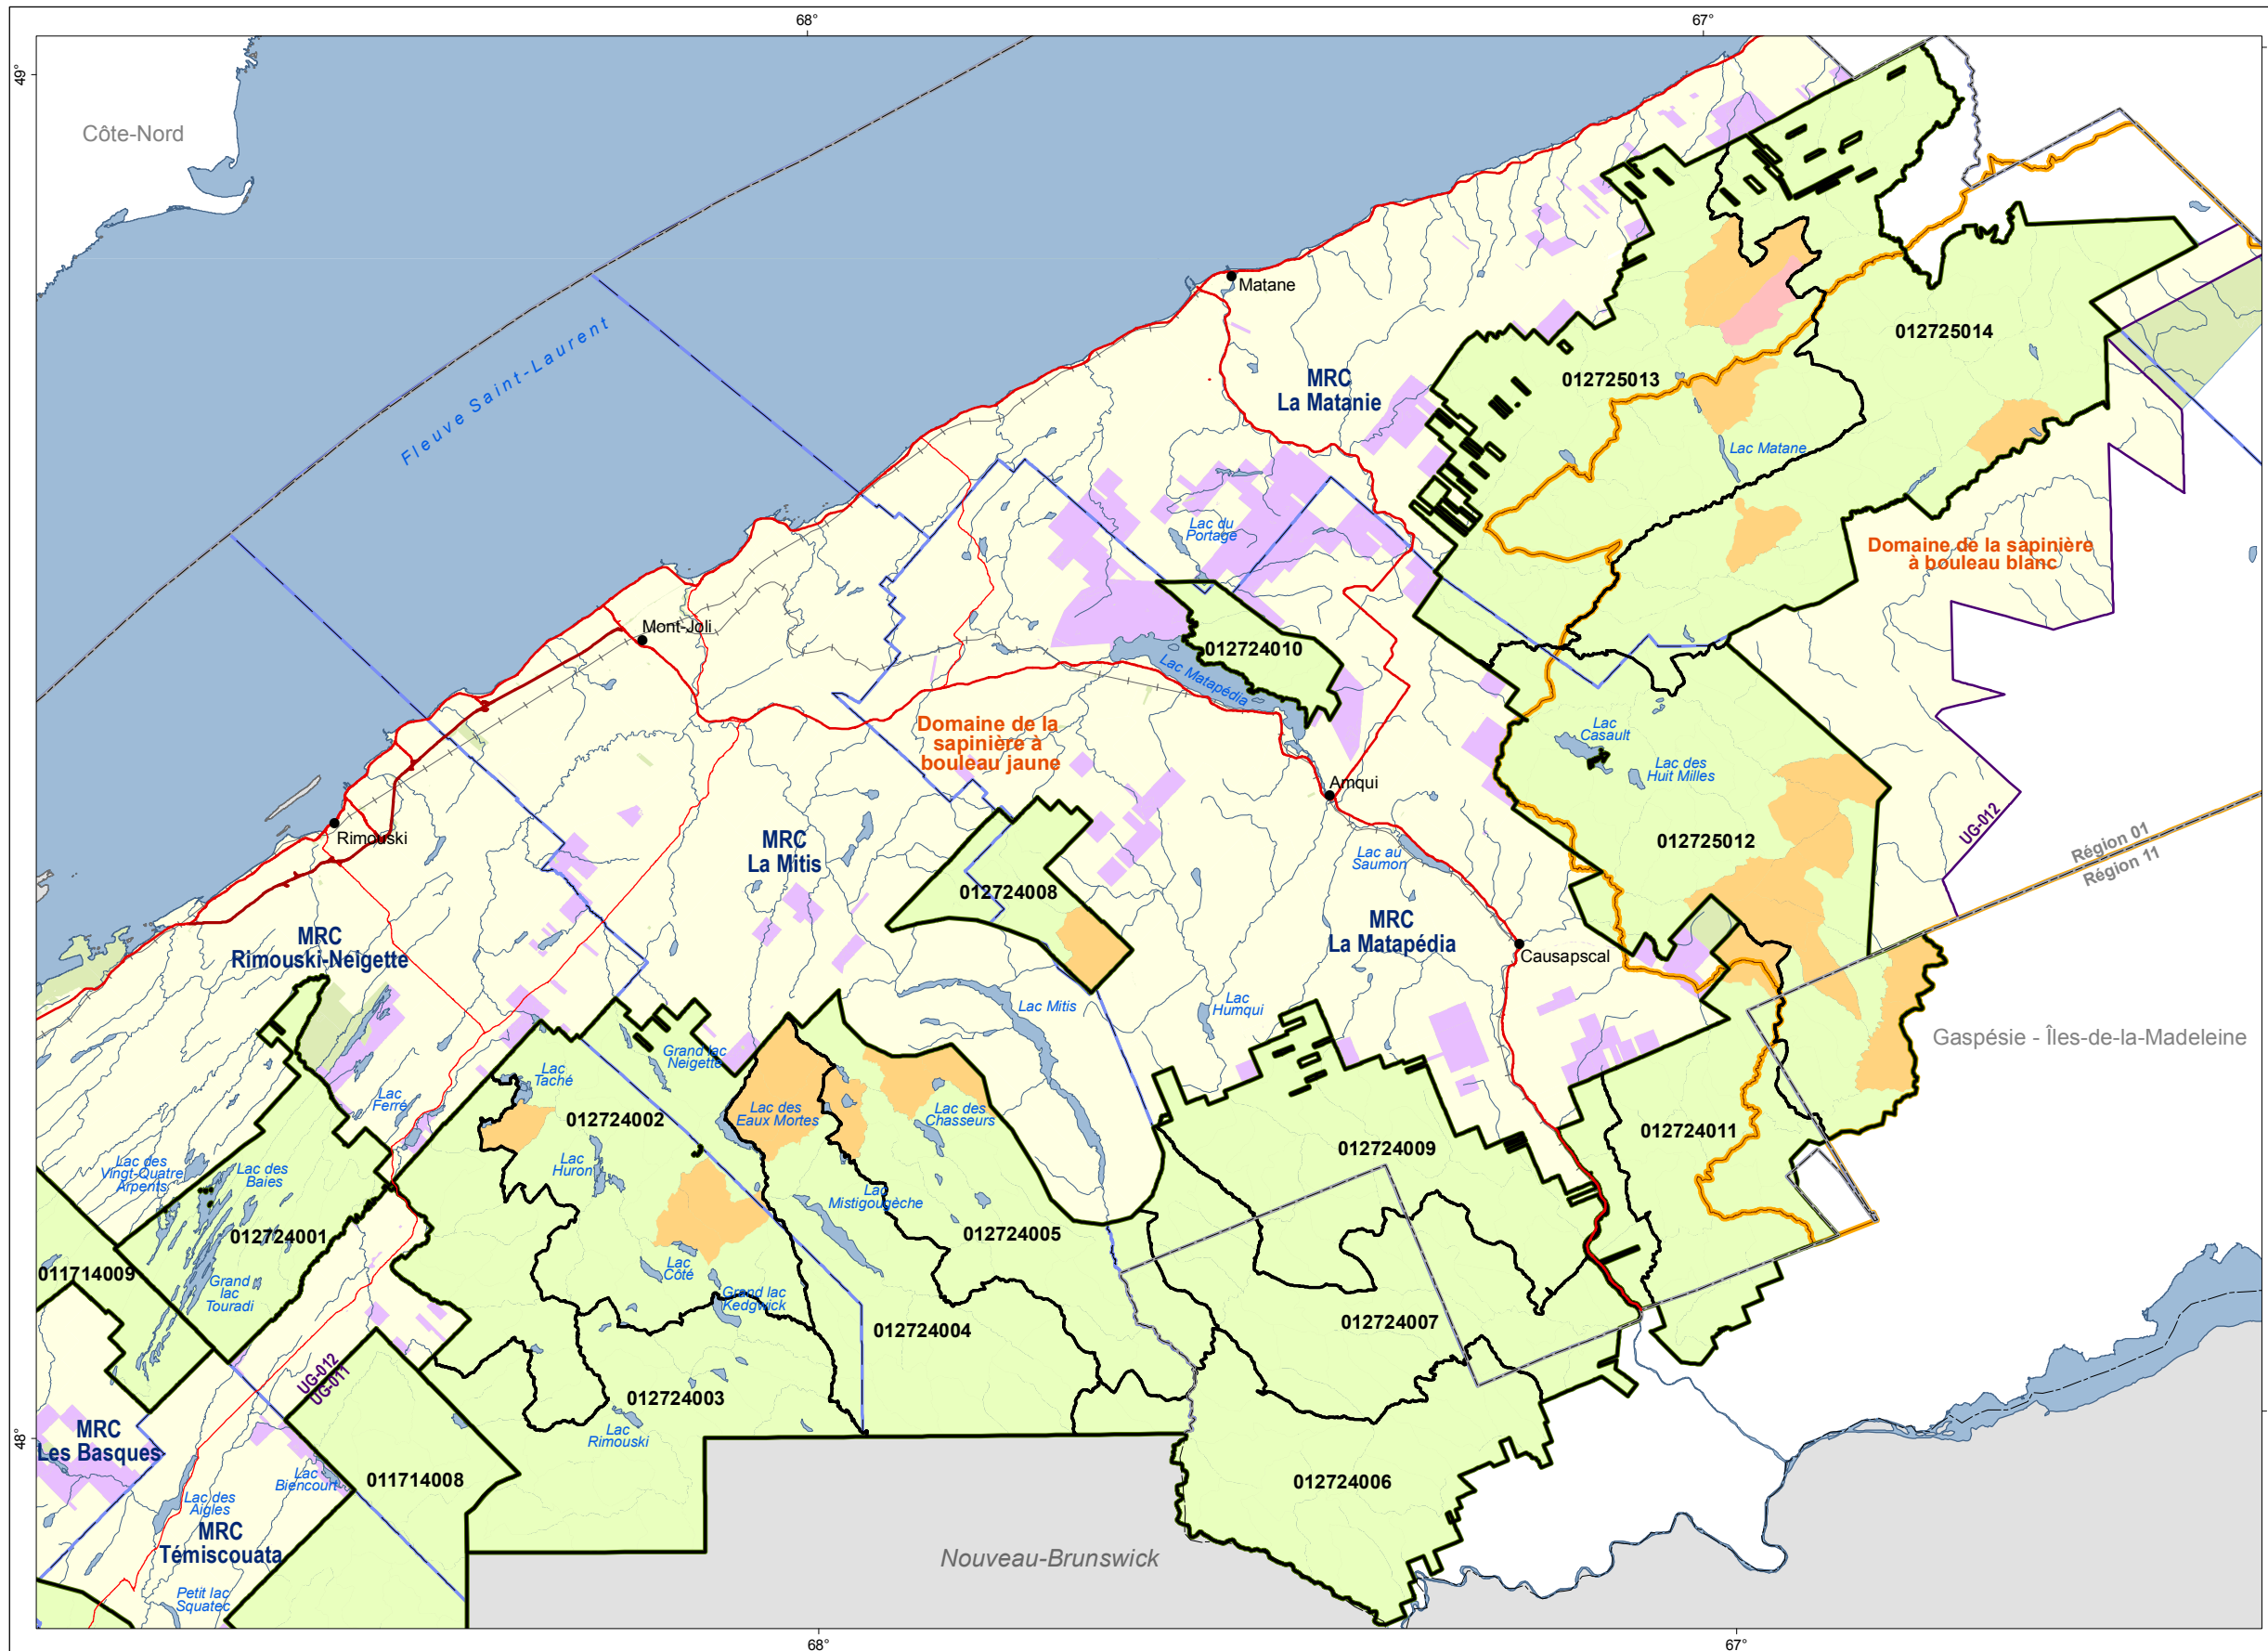 68°
67°
49°
Côte-Nord
Fleuve Saint-Laurent
Matane
012725014
MRC
La Matanie
012725013
Lac Matane
Lac du
Portage
Domaine de la sapinière
à bouleau blanc
Mont-Joli
012724010
Lac Matapédia
Domaine de la
sapinière à
bouleau jaune
Lac
Casault
Lac des
Huit Milles
Amqui
Rimouski
MRC
La Mitis
012725012
UG-012
Région 01
Région 11
Lac au
Saumon
012724008
MRC
La Matapédia
MRC
Rimouski-Neigette
Causapscal
Lac Mitis
Lac
Humqui
Gaspésie - Îles-de-la-Madeleine
Grand lac
Neigette
Lac
Taché
Lac
Ferré
012724002
Lac des
Eaux Mortes
Lac des
Chasseurs
012724009
012724011
Lac des
Vingt-Quatre
Arpents
Lac des
Baies
Lac
Huron
Lac
Mistigougèche
012724001
012724005
011714009
Grand
lac
Touradi
Lac
Côté
Grand lac
Kedgwick
012724004
012724007
UG-012
UG-011
012724003
Lac
Rimouski
48°
MRC
Les Basques
Lac
Biencourt
011714008
012724006
Lac des
Aigles
MRC
Témiscouata
Nouveau-Brunswick
Petit lac
Squatec
68°
67°